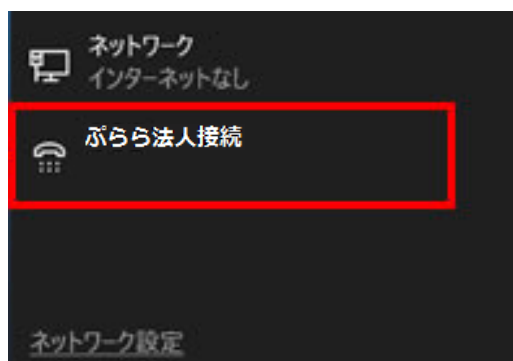 ネットワーク
インターネットなし
ぷらら法人接続
ネットワーク設定